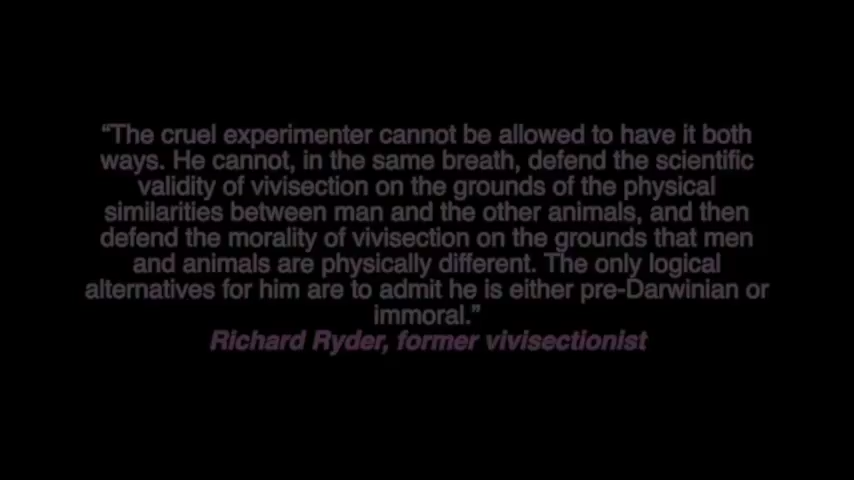 “The cruel experimenter cannot be allowed to have it both
ways. He cannot, in the same breath, defend the scientific
validity of vivisection on the grounds of the physical
similarities between man and the other animals, and then
defend the morality of vivisection on the grounds that men
and animals are physically different. The only logical
alternatives for him are to admit he is either pre-Darwinian or
immoral.”
Richard Ryder, former vivisectionist